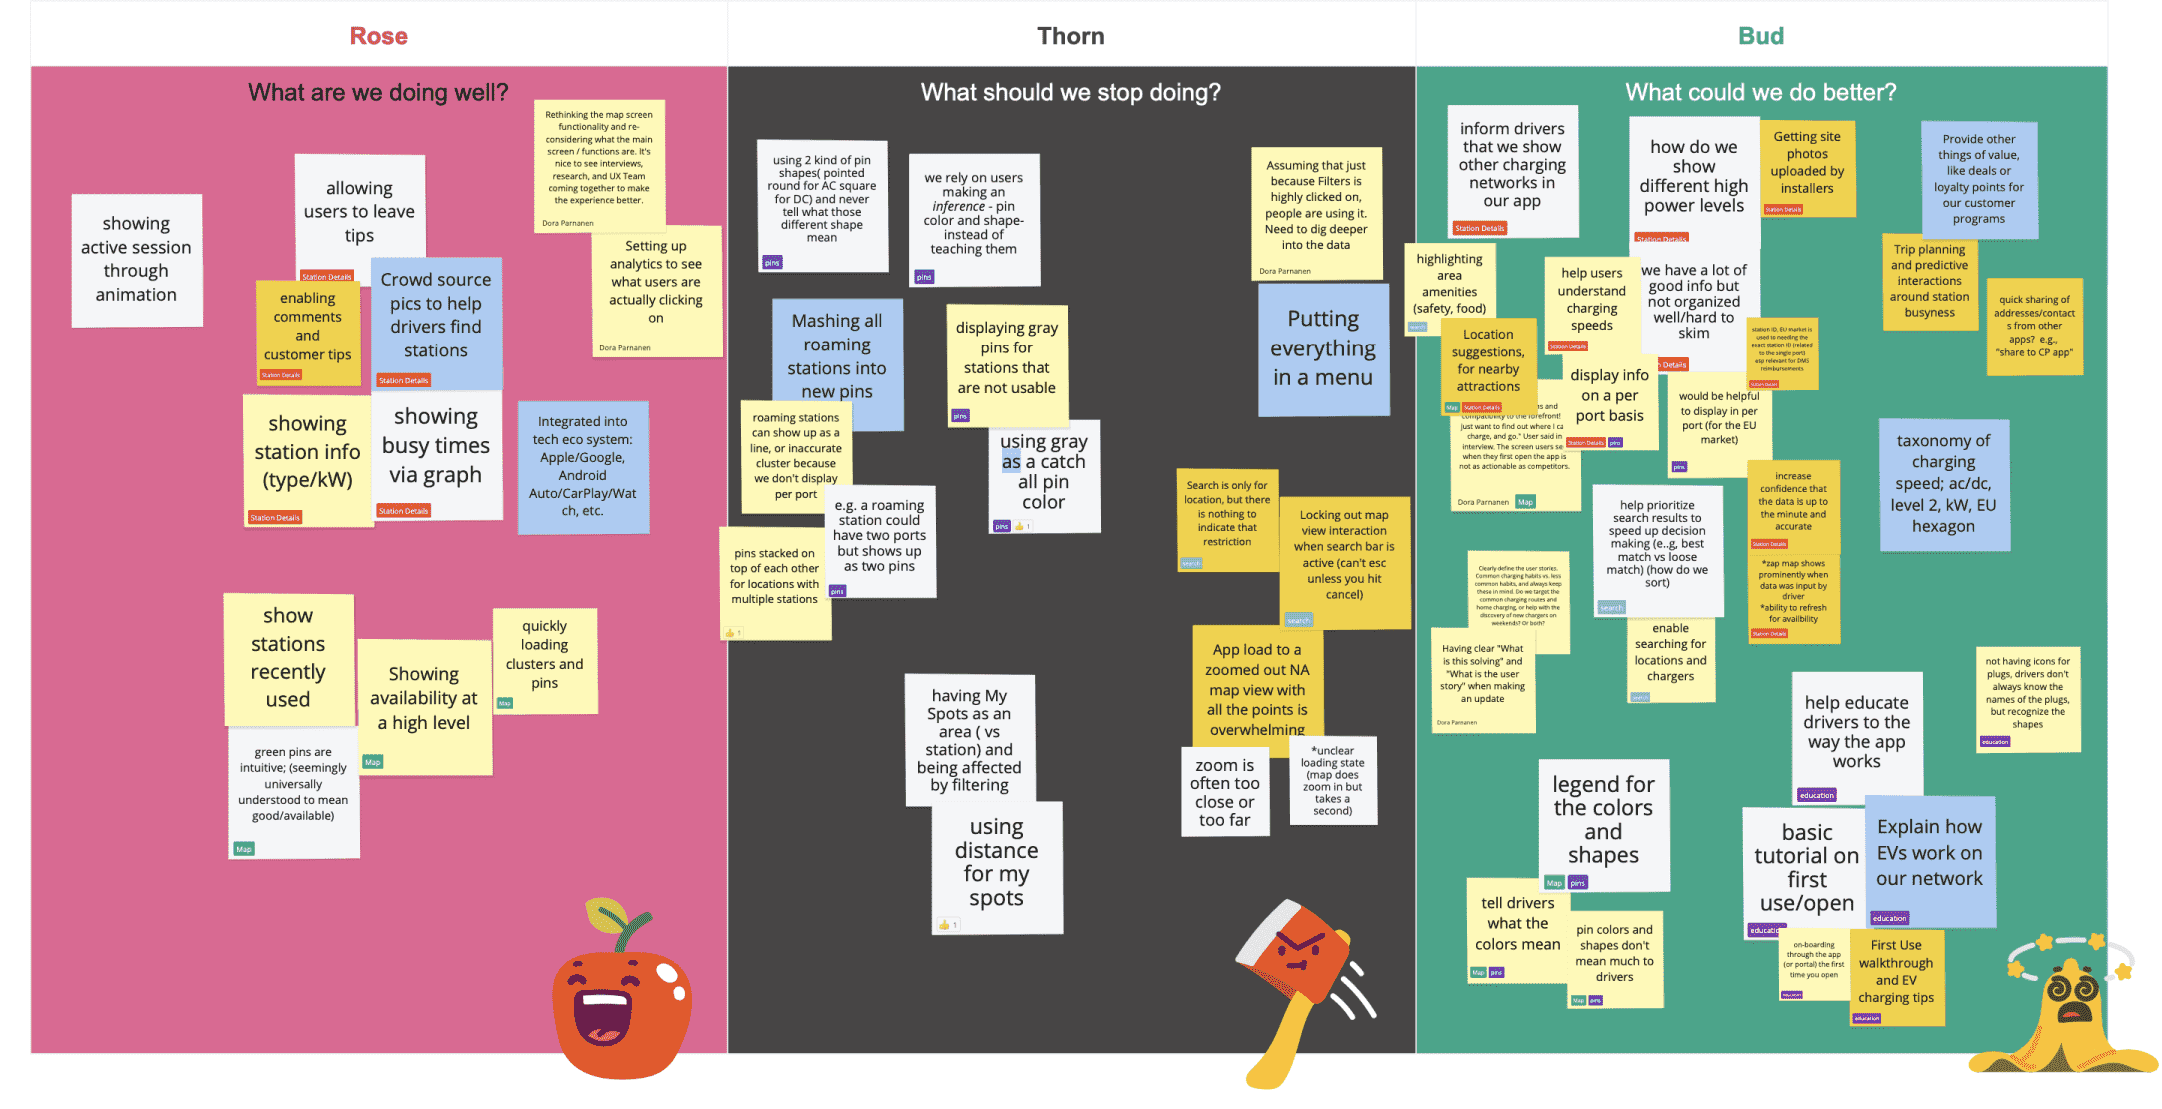 Rose
Thorn
Bud
What are we doing well?
What should we stop doing?
What could we do better?
showing
active session
through
animation
allowing
users to leave
tips
Station Details
Rethinking the map screen
functionality and re-
considering what the main
screen / functions are. It's
nice to see interviews,
research, and UX Team
coming together to make
the experience better.
Dora Parnanen
Setting up
analytics to see
what users are
actually clicking
on
Dora Parnanen
enabling
comments
and
customer tips
Station Details
Crowd source
pics to help
drivers find
stations
Station Details
showing
station info
(type/kW)
Station Details
showing
busy times
via graph
Station Details
Integrated into
tech eco system:
Apple/Google,
Android
Auto/CarPlay/Wat
ch, etc.
show
stations
recently
used
Showing
availability at
a high level
Map
quickly
loading
clusters and
pins
Map
green pins are
intuitive; (seemingly
universally
understood to mean
good/available)
Map
using 2 kind of pin
shapes( pointed
round for AC square
for DC) and never
tell what those
different shape
mean
pins
we rely on users
making an
inference - pin
color and shape-
instead of
teaching them
pins
Assuming that just
because Filters is
highly clicked on,
people are using it.
Need to dig deeper
into the data
Dora Parnanen
Mashing all
roaming
stations into
new pins
displaying gray
pins for
stations that
are not usable
pins
Putting
everything
in a menu
roaming stations
can show up as a
line, or inaccurate
cluster because
we don't display
per port
using gray
as a catch
all pin
color
pins
1
e.g. a roaming
station could
have two ports
but shows up
as two pins
pins
pins stacked on
top of each other
for locations with
multiple stations
1
Search is only for
location, but there
is nothing to
indicate that
restriction
search
Locking out map
view interaction
when search bar is
active (can't esc
unless you hit
cancel)
search
App load to a
zoomed out NA
map view with
all the points is
overwhelming
zoom is
often too
close or
too far
*unclear
loading state
(map does
zoom in but
takes a
second)
having My
Spots as an
area ( vs
station) and
being affected
by filtering
using
distance
for my
spots
1
inform drivers
that we show
other charging
networks in
our app
Station Details
how do we
show
different high
power levels
Station Details
Getting site
photos
uploaded by
installers
Station Details
Provide other
things of value,
like deals or
loyalty points for
our customer
programs
highlighting
area
amenities
(safety, food)
search
help users
understand
charging
speeds
Station Details
we have a lot of
good info but
not organized
well/hard to
skim
Details
Trip planning
and predictive
interactions
around station
busyness
quick sharing of
addresses/contact
s from other
apps? e.g.,
"share to CP app"
Location
suggestions,
for nearby
attractions
Map
Station Details
station ID, EU market is
used to needing the
exact station ID (related
to the single port)
esp relevant for DMS
reimbursements
Station Details
display info
on a per
port basis
Station Details
pins
would be helpful
to display in per
port (for the EU
market)
pins
ns and
compatibility to the forefront!
just want to find out where I ca
charge, and go." User said in
interview. The screen users se
when they first open the app is
not as actionable as competitors.
Dora Parnanen
Map
taxonomy of
charging
speed; ac/dc,
level 2, kW, EU
hexagon
increase
confidence that
the data is up to
the minute and
accurate
Station Details
help prioritize
search results to
speed up decision
making (e..g, best
match vs loose
match) (how do we
sort)
search
*zap map shows
prominently when
data was input by
driver
*ability to refresh
for availbility
Station Details
Clearly define the user stories.
Common charging habits vs. less
common habits, and always keep
these in mind. Do we target the
common charging routes and
home charging, or help with the
discovery of new chargers on
weekends? Or both?
enable
searching for
locations and
chargers
search
Having clear "What
is this solving" and
"What is the user
story" when making
an update
Dora Parnanen
not having icons for
plugs, drivers don't
always know the
names of the plugs,
but recognize the
shapes
education
help educate
drivers to the
way the app
works
education
legend for
the colors
and
shapes
Map
pins
basic
tutorial on
first
use/open
educatic
Explain how
EVs work on
our network
education
tell drivers
what the
colors mean
Map
pins
pin colors and
shapes don't
mean much to
drivers
Map
pins
on-boarding
through the app
(or portal) the first
time you open
education
First Use
walkthrough
and EV
charging tips
education